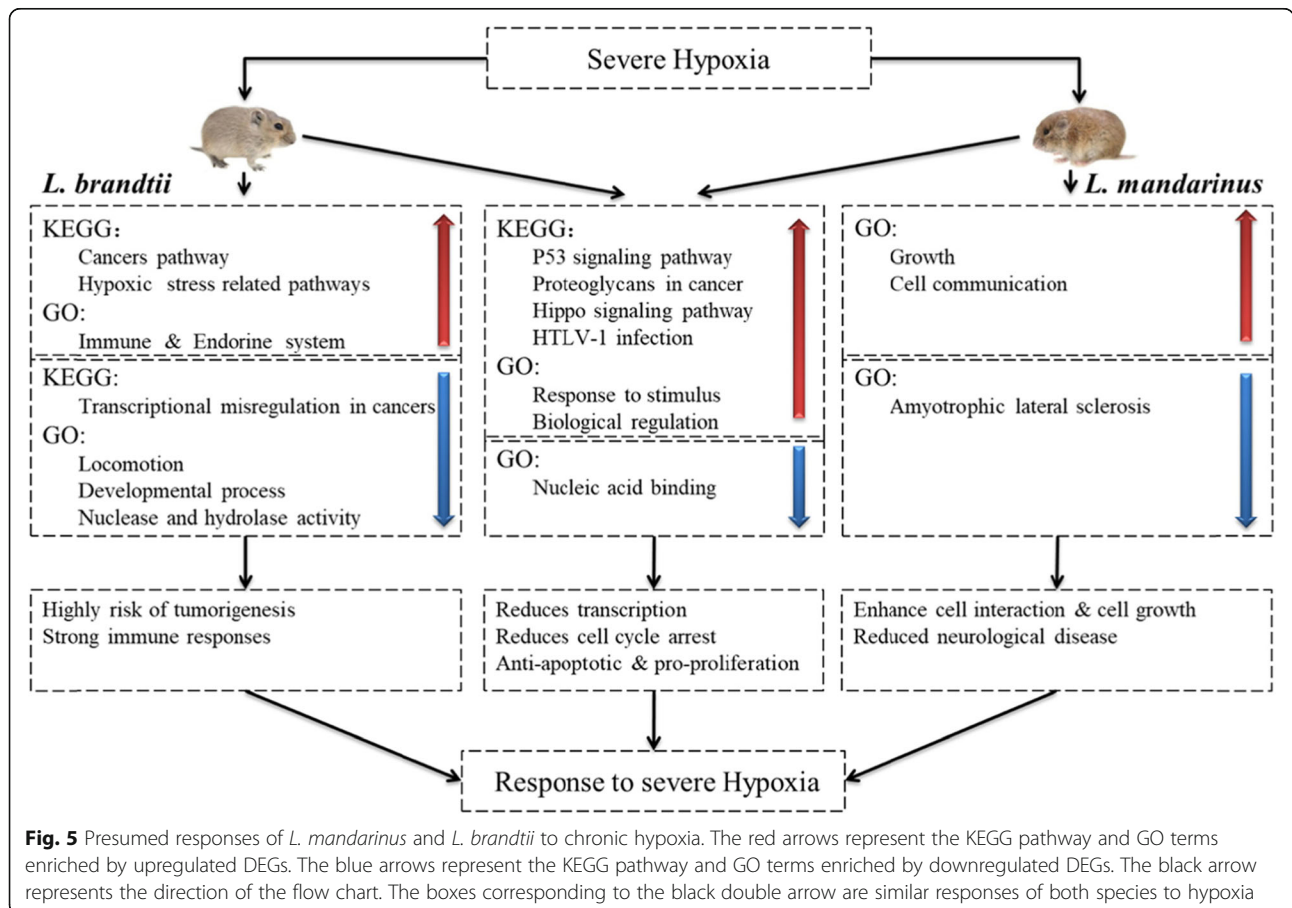 Severe Hypoxia
L. brandtii
L. mandarinus
KEGG:
Cancers pathway
Hypoxic stress related pathways
GO:
Immune & Endorine system
KEGG:
Transcriptional misregulation in cancers
GO:
Locomotion
Developmental process
Nuclease and hydrolase activity
KEGG:
P53 signaling pathway
Proteoglycans in cancer
Hippo signaling pathway
HTLV-1 infection
GO:
Response to stimulus
Biological regulation
GO:
Nucleic acid binding
GO:
Growth
Cell communication
GO:
Amyotrophic lateral sclerosis
Highly risk of tumorigenesis
Strong immune responses
Reduces transcription
Reduces cell cycle arrest
Anti-apoptotic & pro-proliferation
Enhance cell interaction & cell growth
Reduced neurological disease
Response to severe Hypoxia
Fig. 5 Presumed responses of L. mandarinus and L. brandtii to chronic hypoxia. The red arrows represent the KEGG pathway and GO terms
enriched by upregulated DEGs. The blue arrows represent the KEGG pathway and GO terms enriched by downregulated DEGs. The black arrow
represents the direction of the flow chart. The boxes corresponding to the black double arrow are similar responses of both species to hypoxia